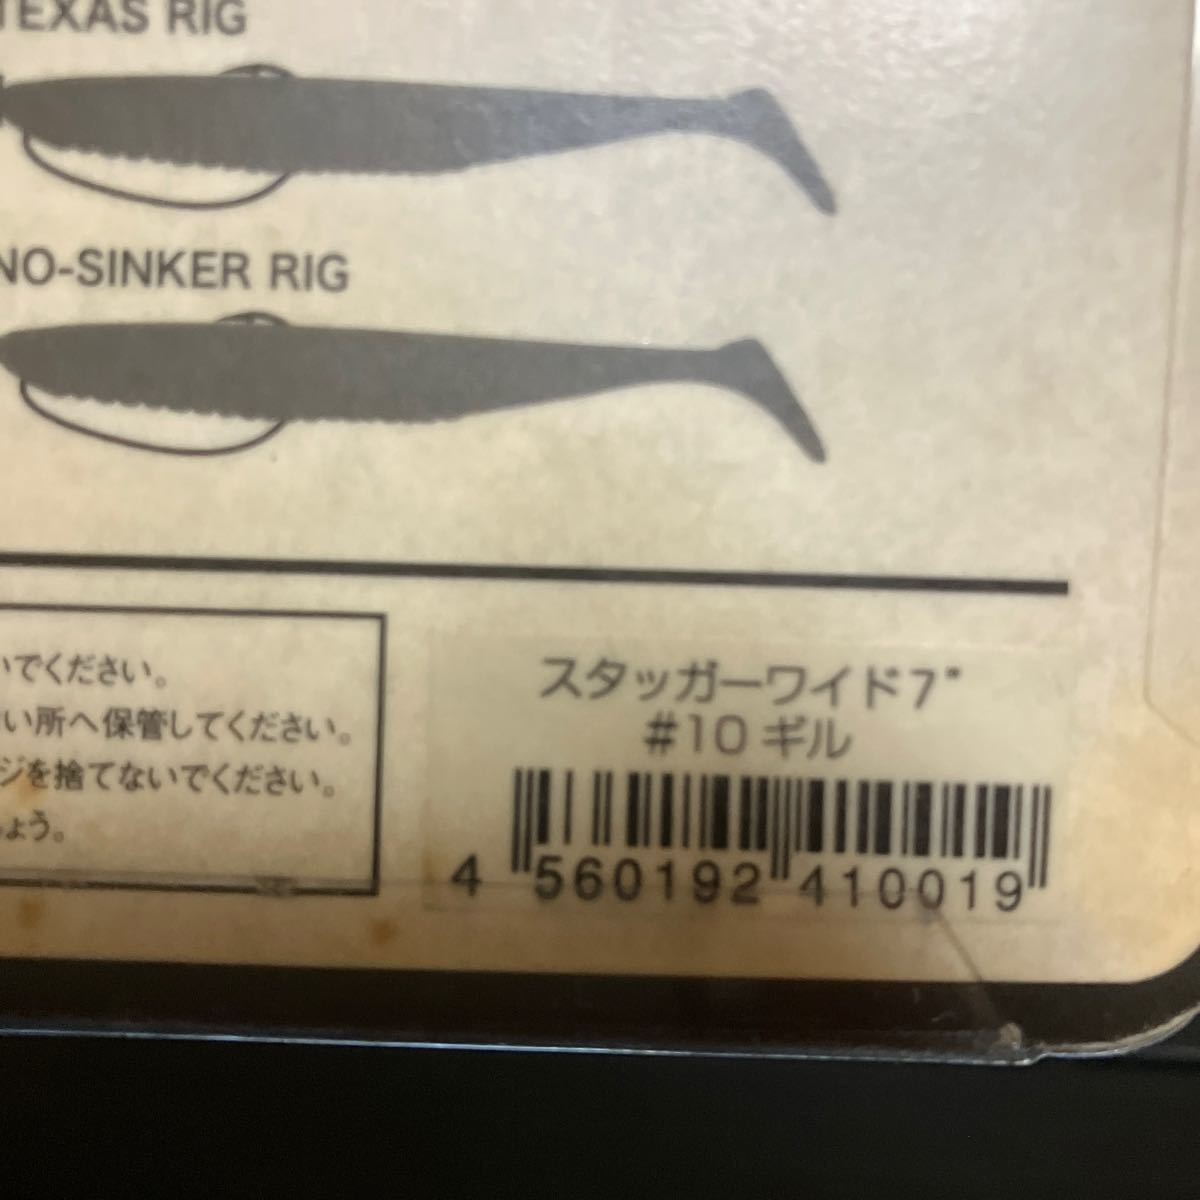 TEXAS RIG
NO-SINKER RIG
いでください。
い所へ保管してください。
ジを捨てないでください。
ょう。
スタッガーワイド7"
#10 ギル
4 560192 410019